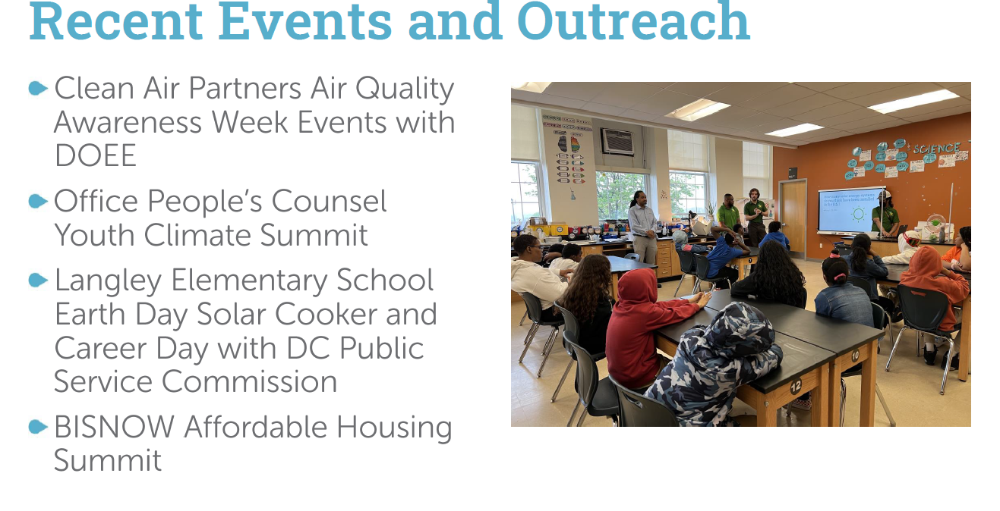 Recent Events and Outreach
Clean Air Partners Air Quality
Awareness Week Events with
DOEE
Office People's Counsel
Youth Climate Summit
Langley Elementary School
Earth Day Solar Cooker and
Career Day with DC Public
Service Commission
BISNOW Affordable Housing
Summit
SCIENCE
9
10
12